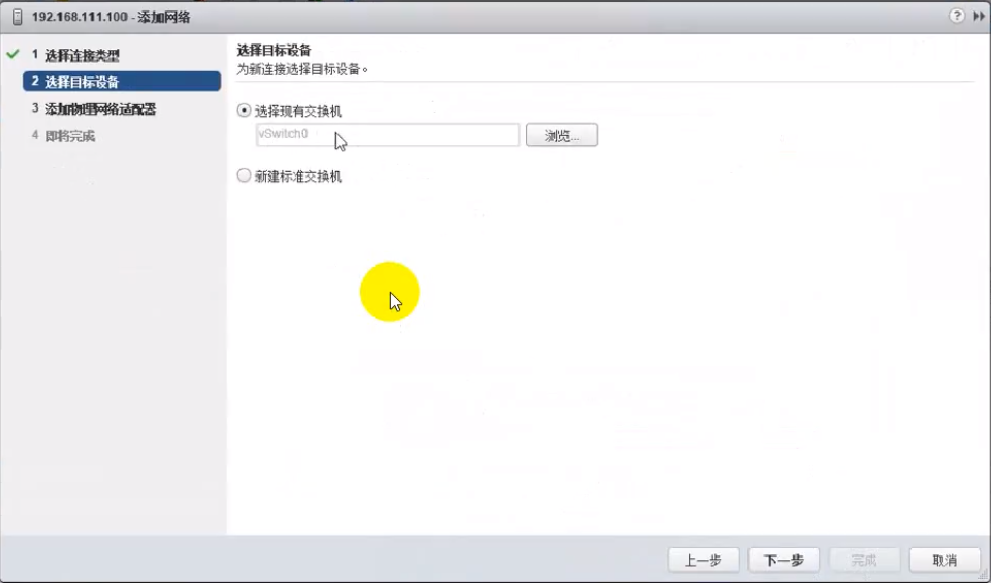 192.168.111.100 - 添加网络
1 选择连接类型
2 选择目标设备
3 添加物理网络适配器
4 即将完成
选择目标设备
为新连接选择目标设备。
选择现有交换机
vSwitch0
浏览...
新建标准交换机
上一步
下一步
完成
取消